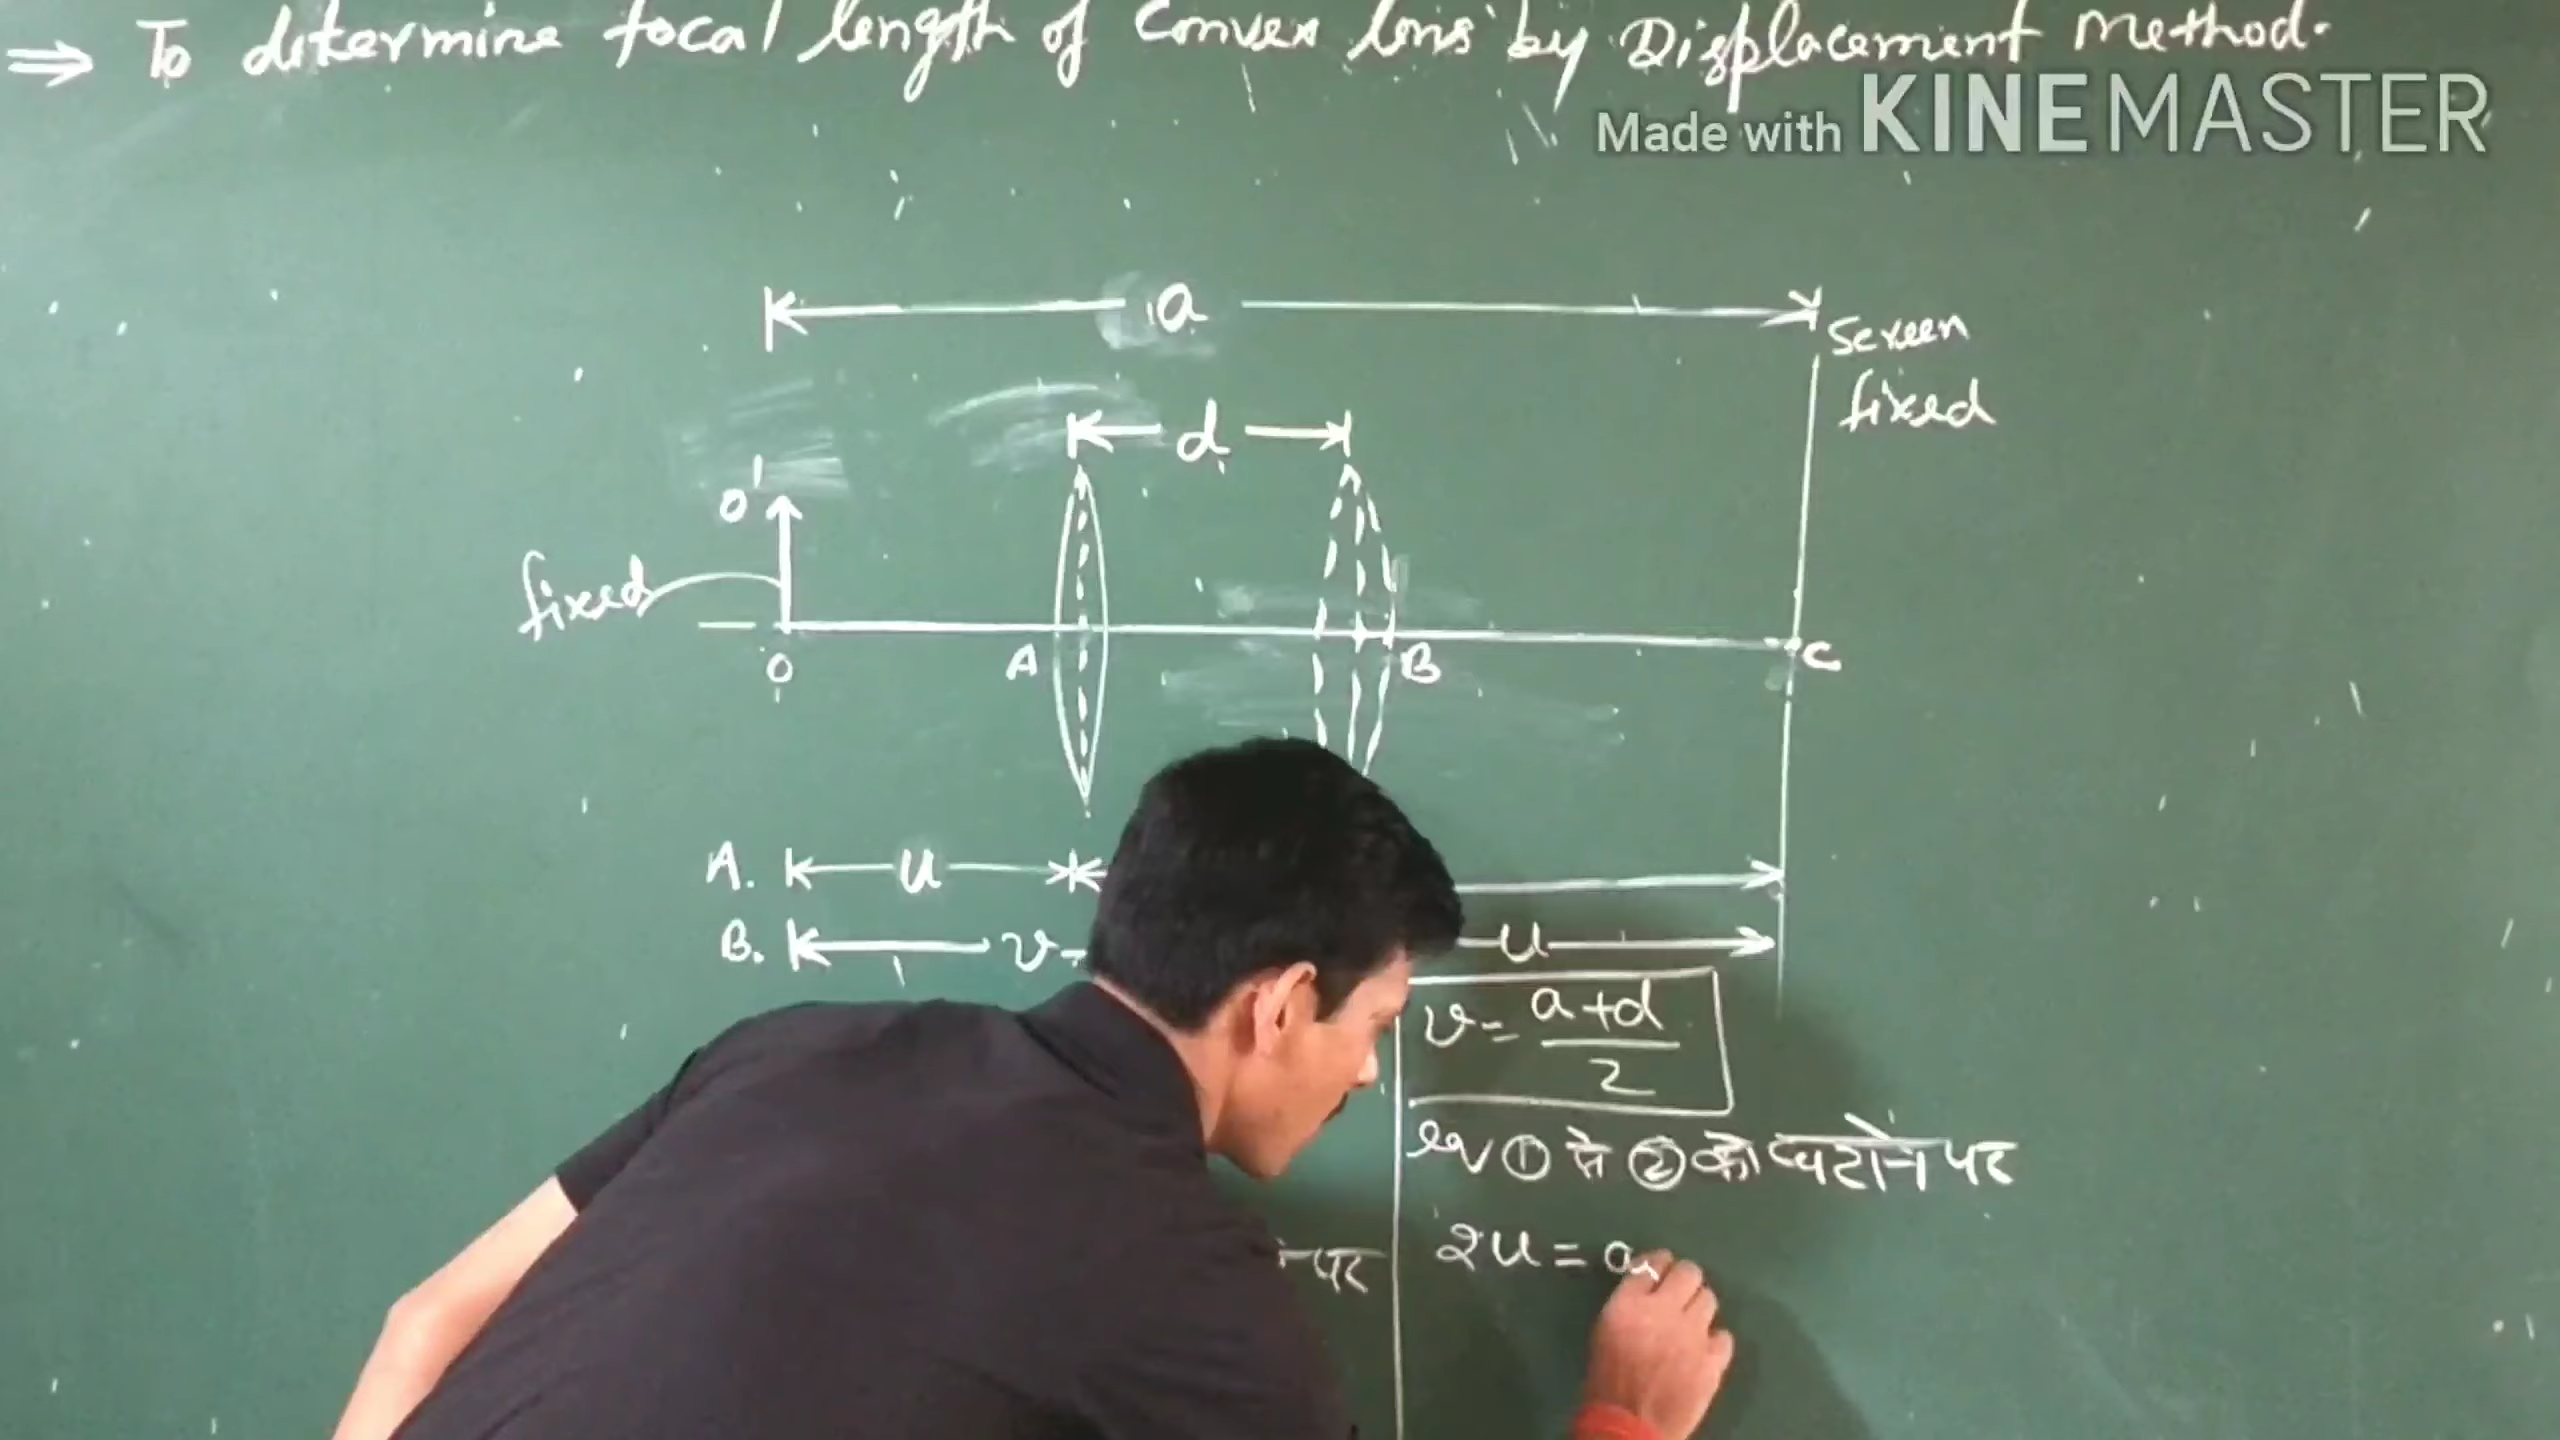 ⇒ To ditermine focal length of Convex lens by Displacement Method.
Made with KINEMASTER
a
Screen
fixed
d
O'
fixed
O A B C
A. u
B. v u
v = a+d / 2
eq ① से ② को घटाने पर
पर
2u = a